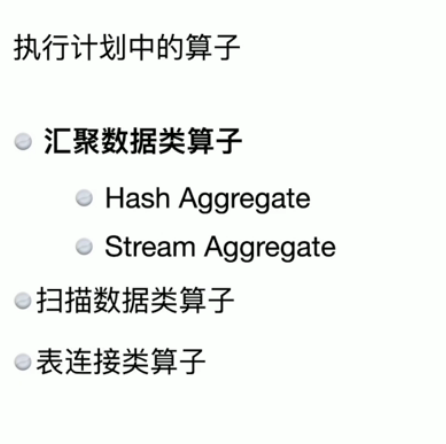 执行计划中的算子
汇聚数据类算子
Hash Aggregate
Stream Aggregate
扫描数据类算子
表连接类算子